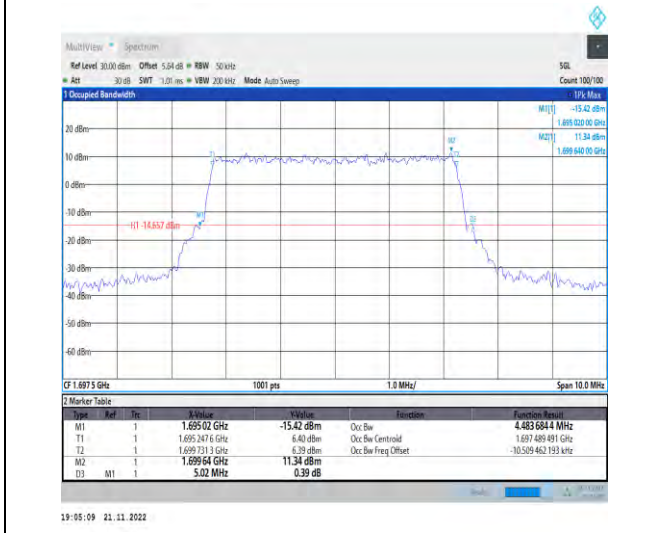 MultiView Spectrum
Ref Level 30.00 dBm Offset 5.64 dB RBW 50 kHz SGL
Att 30 dB SWT 1.01 ms VBW 200 kHz Mode Auto Sweep Count 100/100
1 Occupied Bandwidth 1Pk Max
M1[1] -15.42 dBm
1.695 020 00 GHz
M2[1] 11.34 dBm
1.699 640 00 GHz
20 dBm
M2
10 dBm
T1
0 dBm
-10 dBm
M1
H1 -14.657 dBm
D3
-20 dBm
-30 dBm
-40 dBm
-50 dBm
-60 dBm
CF 1.697 5 GHz 1001 pts 1.0 MHz/ Span 10.0 MHz
2 Marker Table
Type Ref Trc X-Value Y-Value Function Function Result
M1 1 1.695 02 GHz -15.42 dBm Occ Bw 4.483 684 4 MHz
T1 1 1.695 247 6 GHz 6.40 dBm Occ Bw Centroid 1.697 489 491 GHz
T2 1 1.699 731 3 GHz 6.39 dBm Occ Bw Freq Offset -10.509 462 193 kHz
M2 1 1.699 64 GHz 11.34 dBm
D3 M1 1 5.02 MHz 0.39 dB
19:05:09 21.11.2022